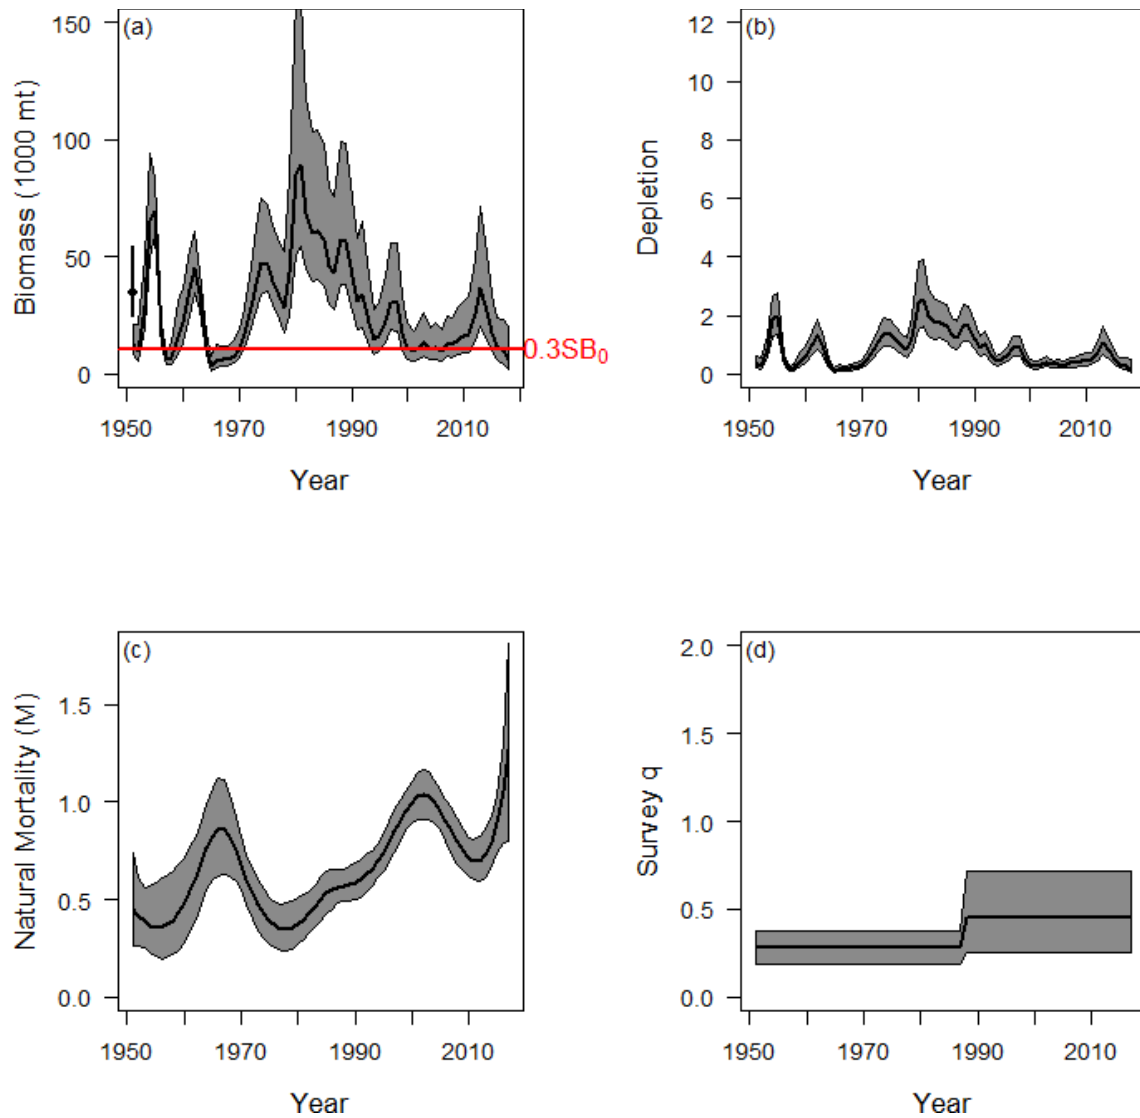 (a)
Biomass (1000 mt)
150
100
50
0
0.3SB₀
1950 1970 1990 2010
Year
(b)
Depletion
12
10
8
6
4
2
0
1950 1970 1990 2010
Year
(c)
Natural Mortality (M)
1.5
1.0
0.5
0.0
1950 1970 1990 2010
Year
(d)
Survey q
2.0
1.5
1.0
0.5
0.0
1950 1970 1990 2010
Year